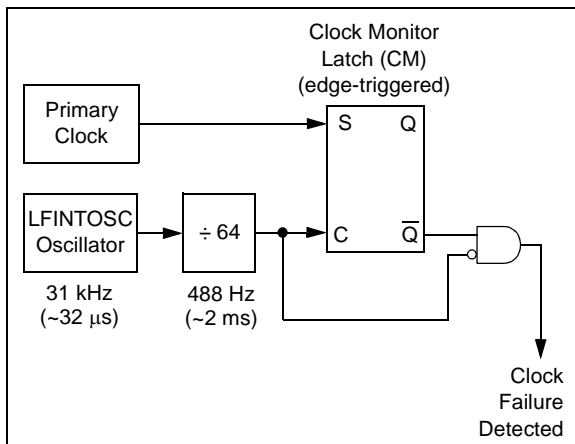 Clock Monitor
Latch (CM)
(edge-triggered)
Primary
Clock
S
Q
LFINTOSC
Oscillator
÷ 64
C
Q̅
31 kHz
(~32 μs)
488 Hz
(~2 ms)
Clock
Failure
Detected